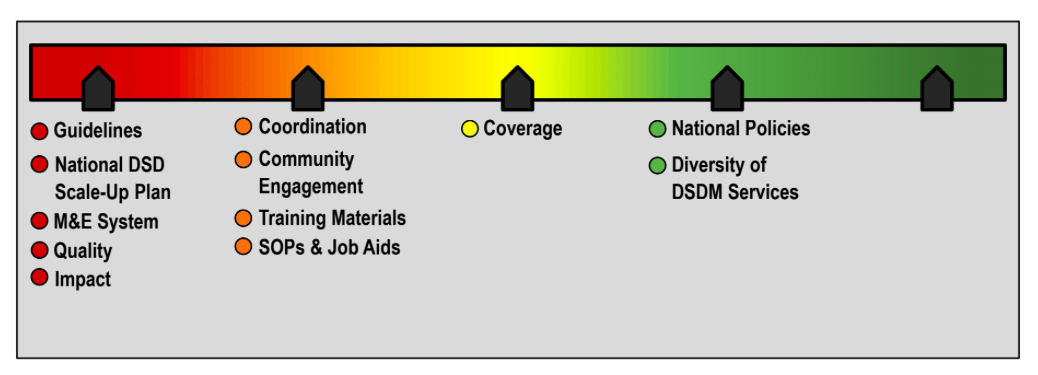 Guidelines
National DSD
Scale-Up Plan
M&E System
Quality
Impact
Coordination
Community
Engagement
Training Materials
SOPs & Job Aids
Coverage
National Policies
Diversity of
DSDM Services